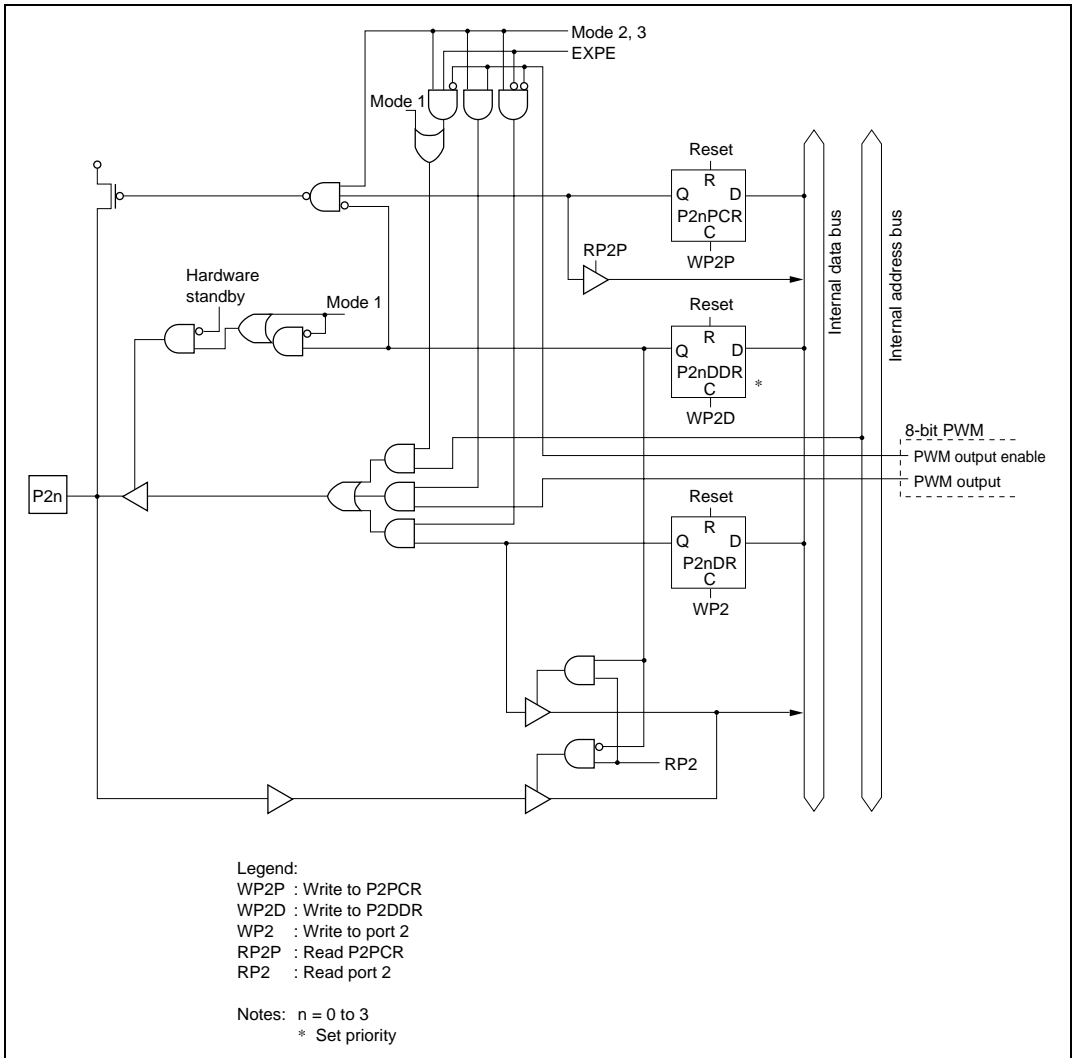 Mode 2, 3
EXPE
Mode 1
Reset
R
Q D
P2nPCR
C
WP2P
RP2P
Internal data bus
Internal address bus
Hardware
standby
Mode 1
Reset
R
Q D
P2nDDR
C
*
WP2D
8-bit PWM
PWM output enable
PWM output
P2n
Reset
R
Q D
P2nDR
C
WP2
RP2
Legend:
WP2P : Write to P2PCR
WP2D : Write to P2DDR
WP2 : Write to port 2
RP2P : Read P2PCR
RP2 : Read port 2
Notes: n = 0 to 3
* Set priority